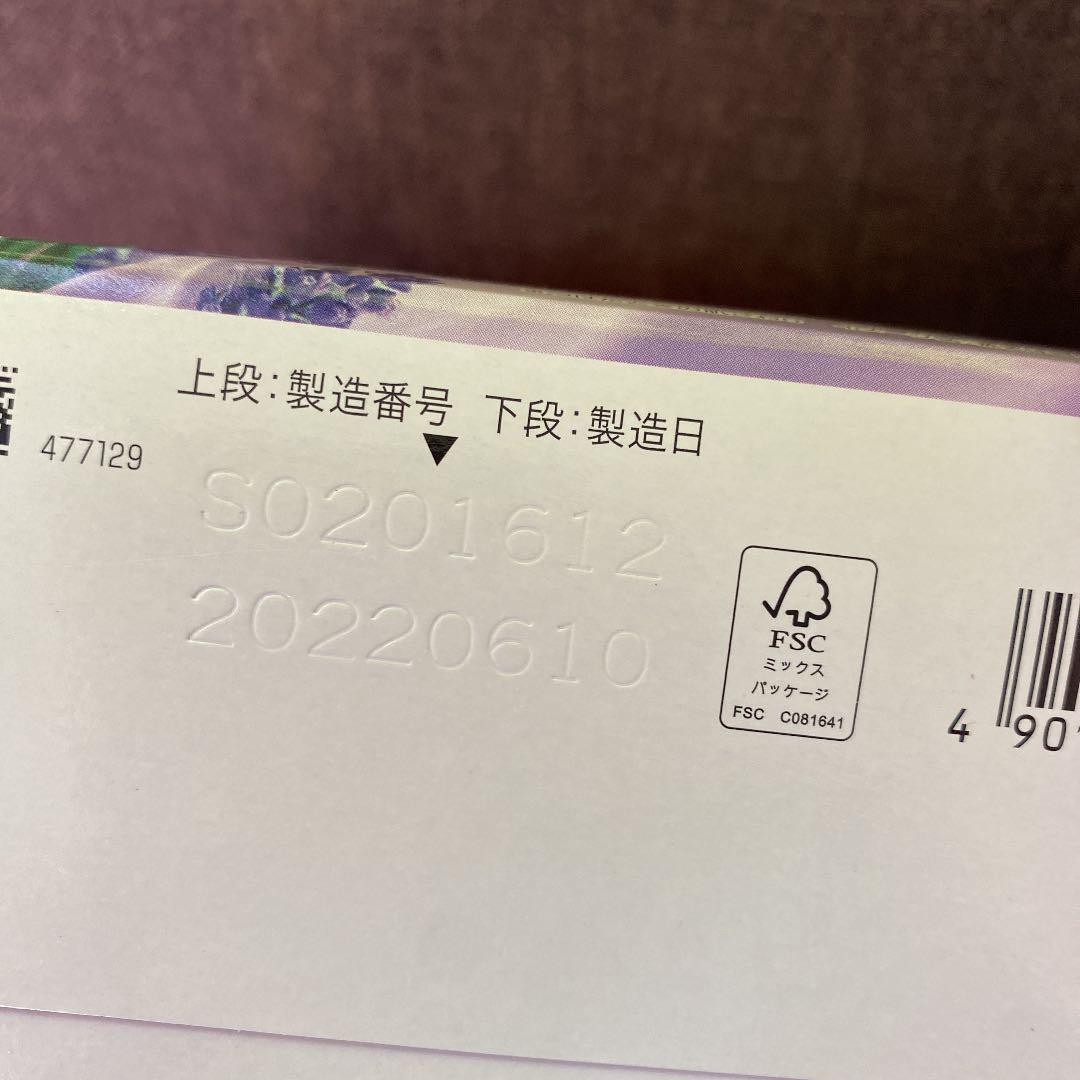 上段:製造番号 下段:製造日
▼
477129
S0201612
20220610
FSC
ミックス
パッケージ
FSC C081641
4 901